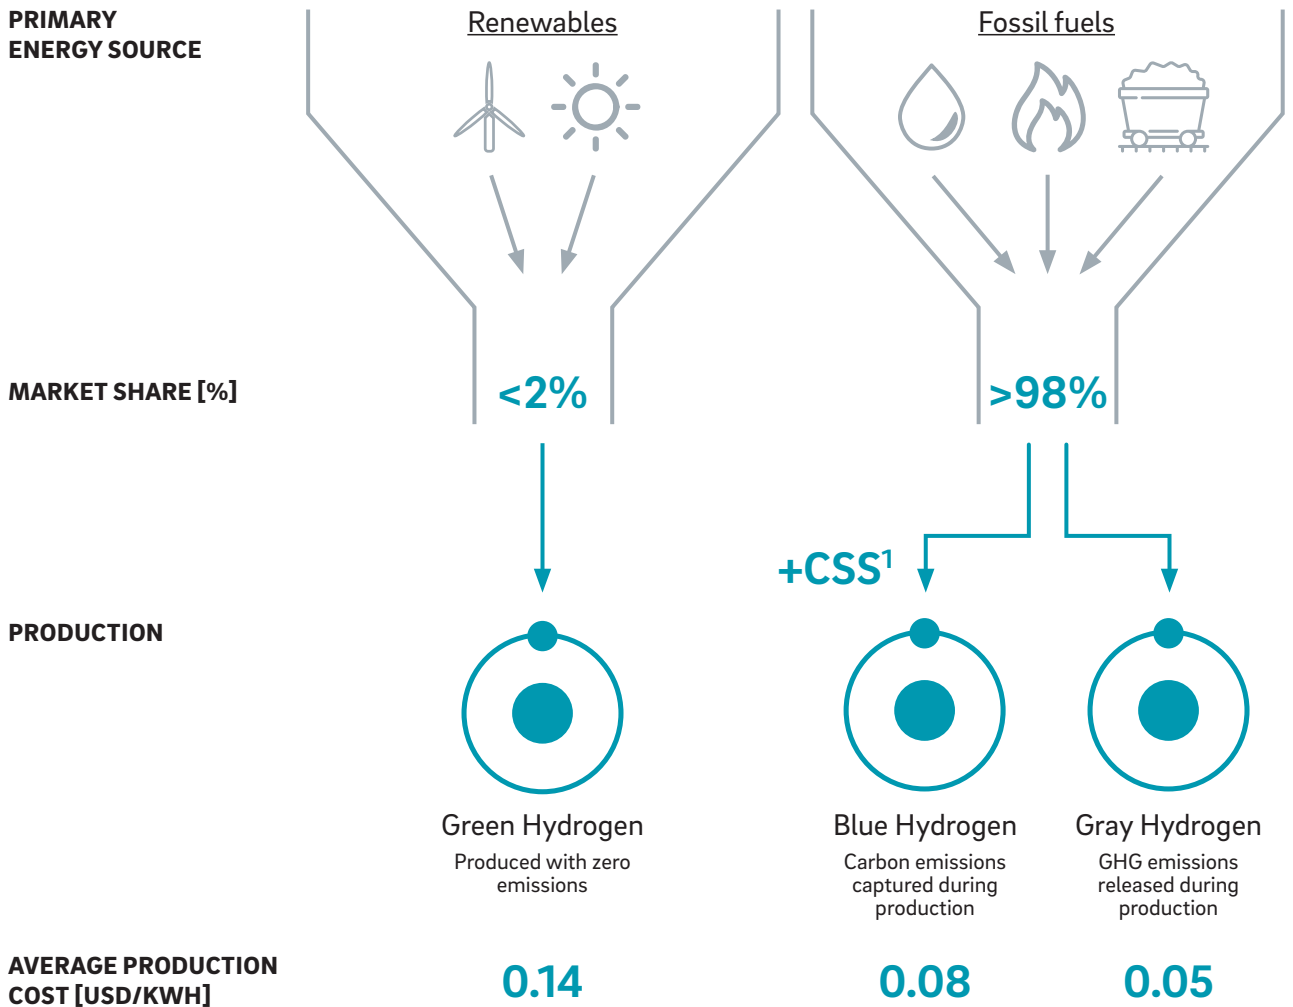 PRIMARY
ENERGY SOURCE
Renewables
Fossil fuels
MARKET SHARE [%]
<2%
>98%
+CSS¹
PRODUCTION
Green Hydrogen
Produced with zero
emissions
Blue Hydrogen
Carbon emissions
captured during
production
Gray Hydrogen
GHG emissions
released during
production
AVERAGE PRODUCTION
COST [USD/KWH]
0.14
0.08
0.05